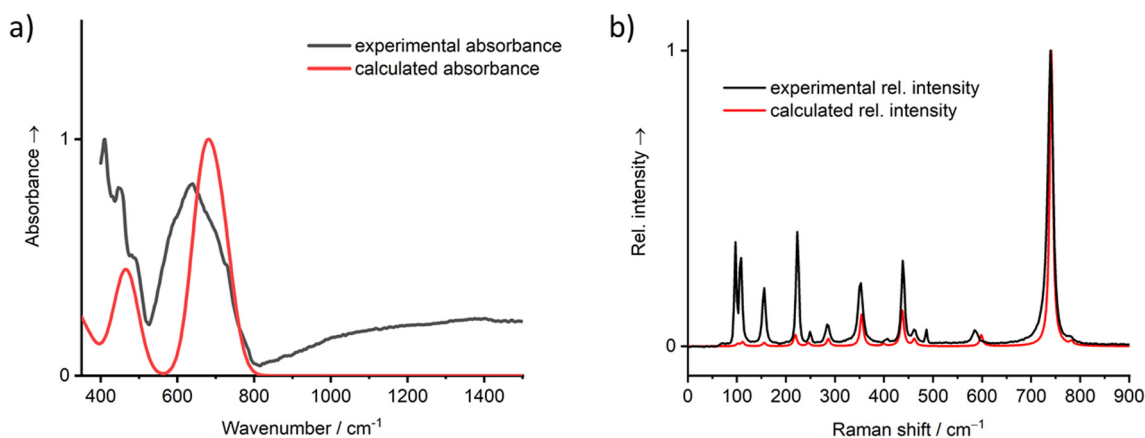 a)
experimental absorbance
calculated absorbance
1
0
Absorbance →
400 600 800 1000 1200 1400
Wavenumber / cm⁻¹
b)
experimental rel. intensity
calculated rel. intensity
1
0
Rel. intensity →
0 100 200 300 400 500 600 700 800 900
Raman shift / cm⁻¹